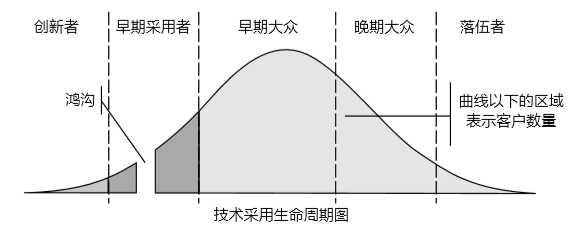 创新者
早期采用者
早期大众
晚期大众
落伍者
鸿沟
曲线以下的区域
表示客户数量
技术采用生命周期图